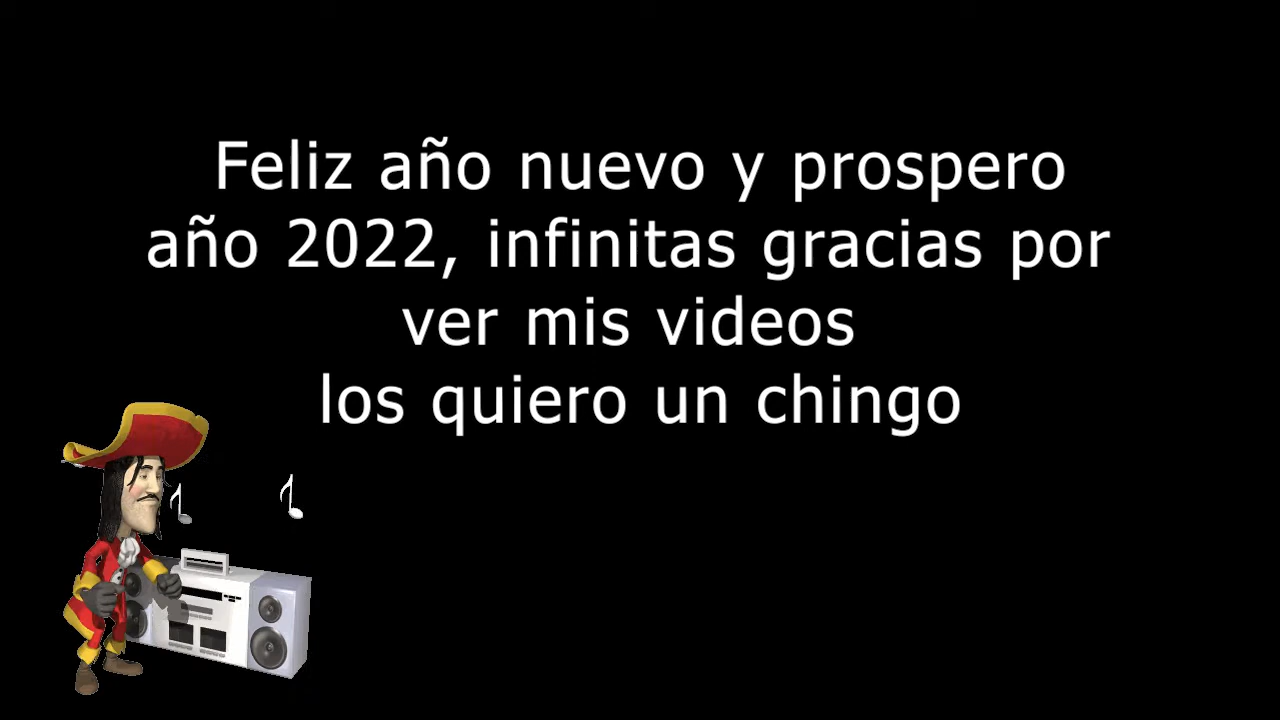 Feliz año nuevo y prospero
año 2022, infinitas gracias por
ver mis videos
los quiero un chingo